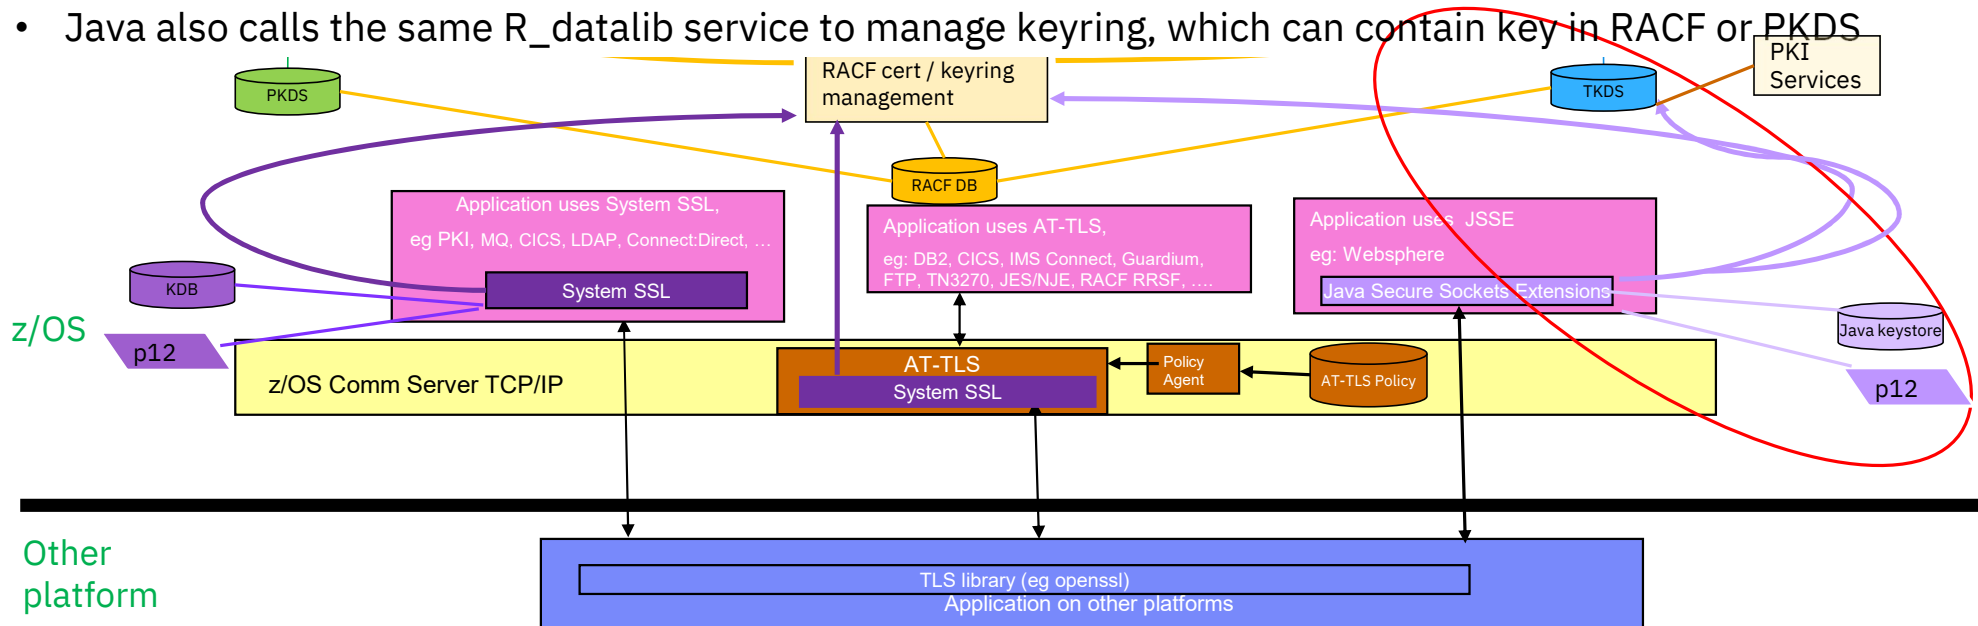 • Java also calls the same R_datalib service to manage keyring, which can contain key in RACF or PKDS
PKDS
RACF cert / keyring
management
TKDS
PKI
Services
RACF DB
Application uses System SSL,
eg PKI, MQ, CICS, LDAP, Connect:Direct, …
System SSL
Application uses AT-TLS,
eg: DB2, CICS, IMS Connect, Guardium,
FTP, TN3270, JES/NJE, RACF RRSF, ….
Application uses JSSE
eg: Websphere
Java Secure Sockets Extensions
KDB
z/OS
p12
Java keystore
p12
z/OS Comm Server TCP/IP
AT-TLS
System SSL
Policy
Agent
AT-TLS Policy
Other
platform
TLS library (eg openssl)
Application on other platforms